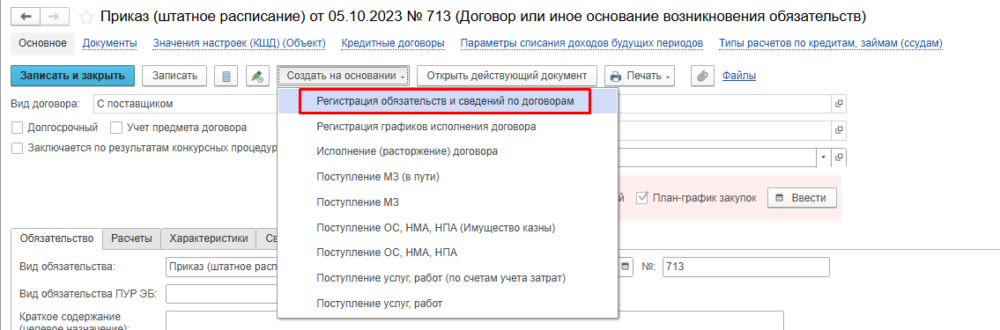 Приказ (штатное расписание) от 05.10.2023 № 713 (Договор или иное основание возникновения обязательств)
Основное Документы Значения настроек (КШД) (Объект) Кредитные договоры Параметры списания доходов будущих периодов Типы расчетов по кредитам, займам (ссудам)
Записать и закрыть Записать Создать на основании Открыть действующий документ Печать Файлы
Вид договора: С поставщиком
Регистрация обязательств и сведений по договорам
Долгосрочный Учет предмета договора
Регистрация графиков исполнения договора
Заключается по результатам конкурсных процедур
Исполнение (расторжение) договора
Поступление МЗ (в пути)
Поступление МЗ
й План-график закупок Ввести
Поступление ОС, НМА, НПА (Имущество казны)
Обязательство Расчеты Характеристики Св
Поступление ОС, НМА, НПА
Вид обязательства: Приказ (штатное расп №: 713
Поступление услуг, работ (по счетам учета затрат)
Вид обязательства ПУР ЭБ:
Поступление услуг, работ
Краткое содержание
(целевое назначение):